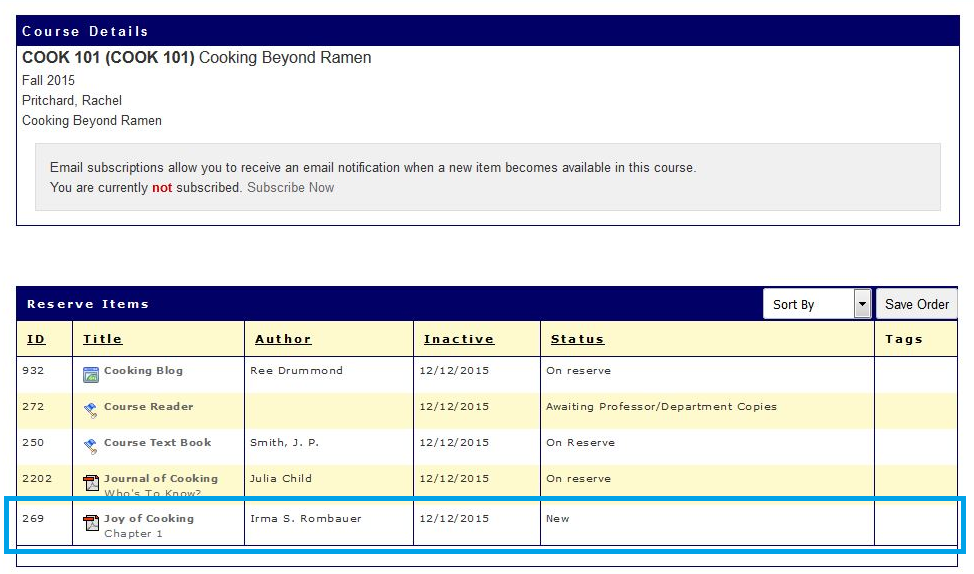 Course Details
COOK 101 (COOK 101) Cooking Beyond Ramen
Fall 2015
Pritchard, Rachel
Cooking Beyond Ramen
Email subscriptions allow you to receive an email notification when a new item becomes available in this course.
You are currently not subscribed. Subscribe Now
Reserve Items Sort By Save Order
ID Title Author Inactive Status Tags
932 Cooking Blog Ree Drummond 12/12/2015 On reserve
272 Course Reader 12/12/2015 Awaiting Professor/Department Copies
250 Course Text Book Smith, J. P. 12/12/2015 On Reserve
2202 Journal of Cooking Julia Child 12/12/2015 On reserve
Who's To Know?
269 Joy of Cooking Irma S. Rombauer 12/12/2015 New
Chapter 1